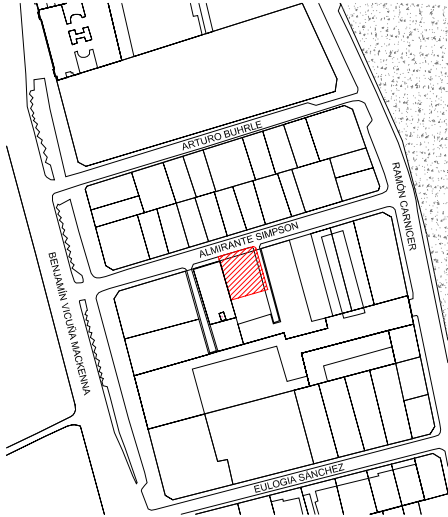 ARTURO BUHRLE
RAMÓN CARNICER
ALMIRANTE SIMPSON
BENJAMÍN VICUÑA MACKENNA
EULOGIA SÁNCHEZ